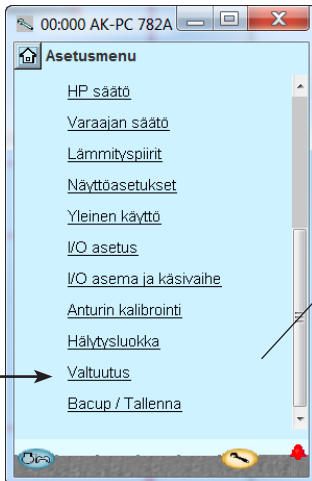 00:000 AK-PC 782A
Asetusmenu
HP säätö
Varaajan säätö
Lämmityspiirit
Näyttöasetukset
Yleinen käyttö
I/O asetus
I/O asema ja käsivaihe
Anturin kalibrointi
Hälytysluokka
Valtuutus
Bacup / Tallenna